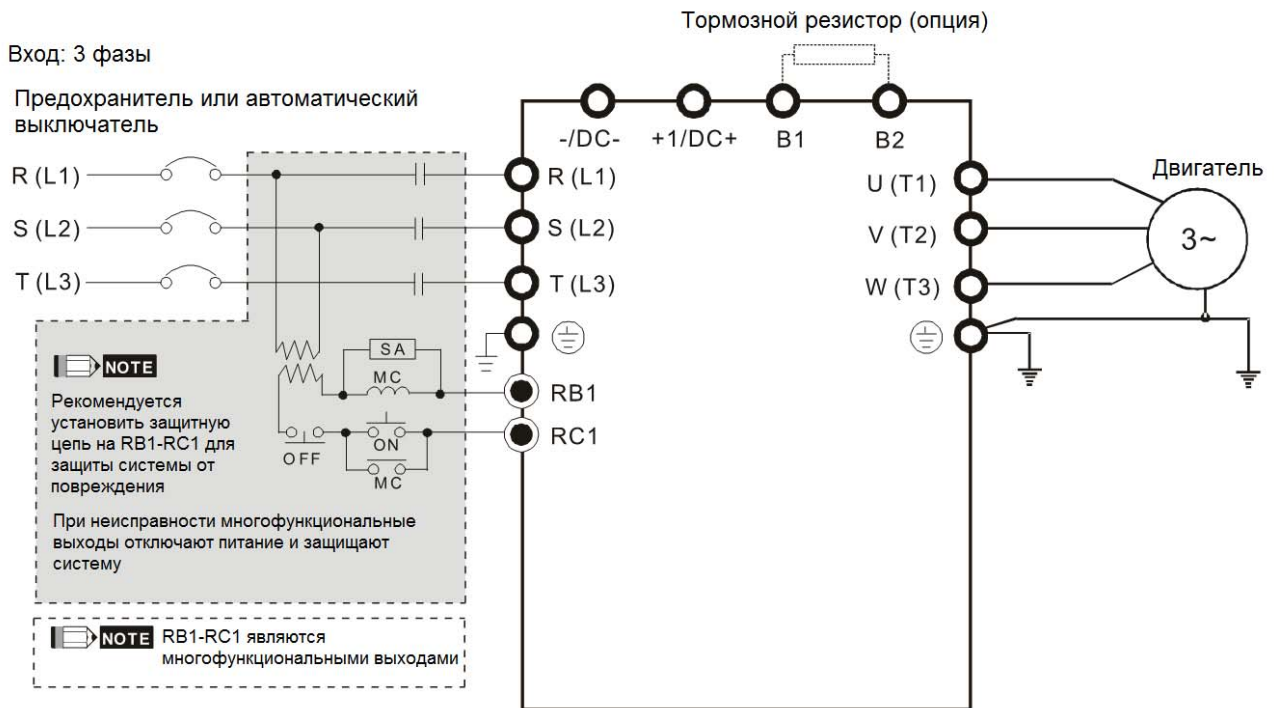 Тормозной резистор (опция)
Вход: 3 фазы
Предохранитель или автоматический
выключатель
-/DC-
+1/DC+
B1
B2
R (L1)
R (L1)
U (T1)
Двигатель
S (L2)
S (L2)
V (T2)
3~
T (L3)
T (L3)
W (T3)
NOTE
Рекомендуется
установить защитную
цепь на RB1-RC1 для
защиты системы от
повреждения
SA
MC
RB1
ON
OFF
RC1
MC
При неисправности многофункциональные
выходы отключают питание и защищают
систему
NOTE
RB1-RC1 являются
многофункциональными выходами